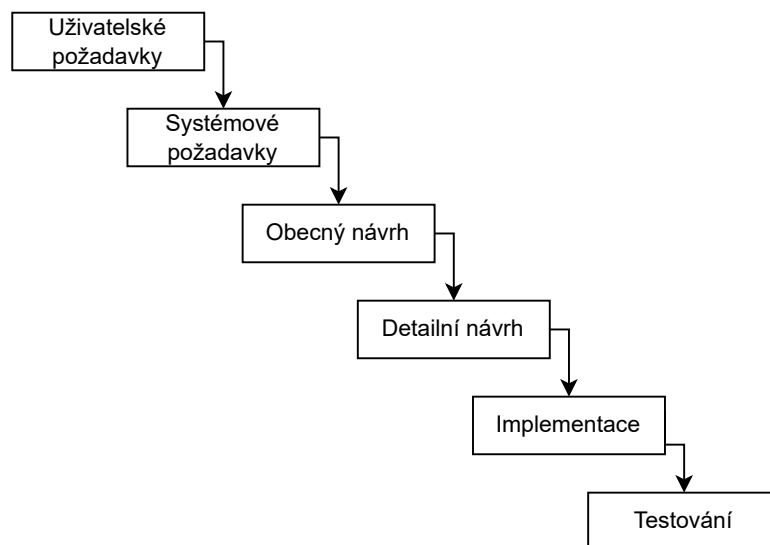 Uživatelské
požadavky
Systémové
požadavky
Obecný návrh
Detailní návrh
Implementace
Testování